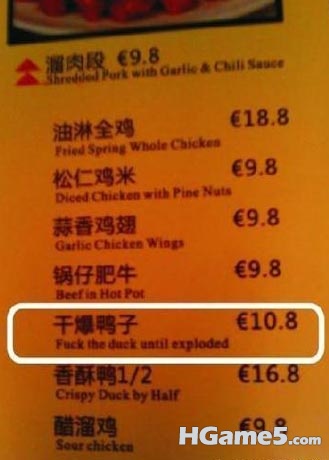 溜肉段 €9.8
Shredded Pork with Garlic & Chili Sauce
油淋全鸡 €18.8
Fried Spring Whole Chicken
松仁鸡米 €9.8
Diced Chicken with Pine Nuts
蒜香鸡翅 €9.8
Garlic Chicken Wings
锅仔肥牛 €9.8
Beef in Hot Pot
干爆鸭子 €10.8
Fuck the duck until exploded
香酥鸭1/2 €16.8
Crispy Duck by Half
醋溜鸡 €9.8
Sour chicken
HGame5.com